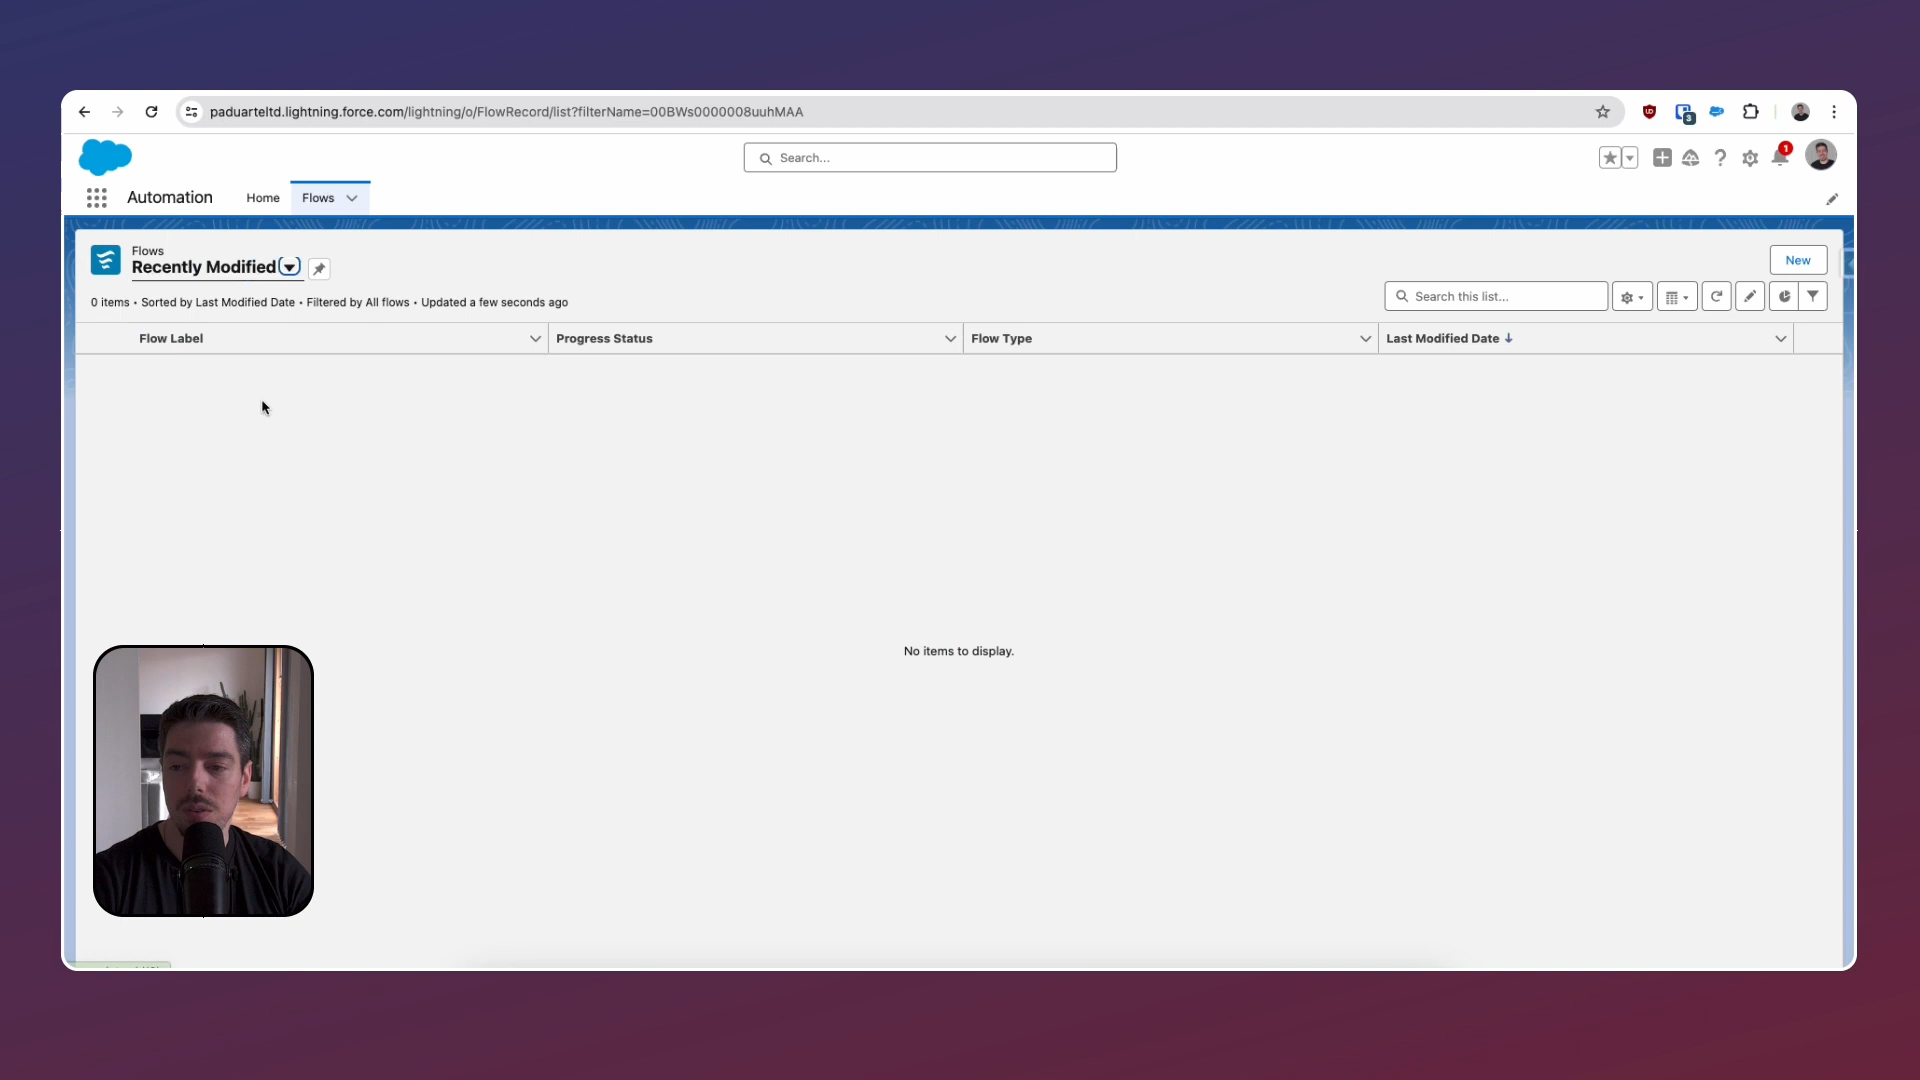 paduarteltd.lightning.force.com/lightning/o/FlowRecord/list?filterName=00BWs0000008uuhMAA
3
Search...
1
Automation
Home
Flows
Flows
Recently Modified
New
0 items • Sorted by Last Modified Date • Filtered by All flows • Updated a few seconds ago
Search this list...
Flow Label
Progress Status
Flow Type
Last Modified Date
No items to display.